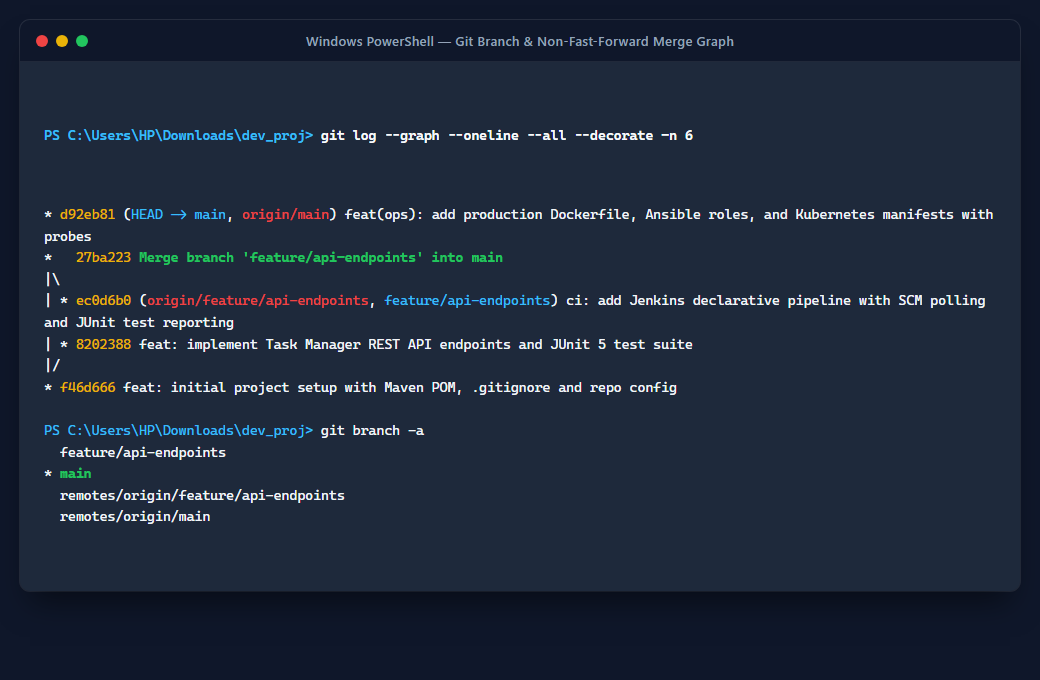 Windows PowerShell — Git Branch & Non-Fast-Forward Merge Graph
PS C:\Users\HP\Downloads\dev_proj> git log --graph --oneline --all --decorate -n 6
* d92eb81 (HEAD -> main, origin/main) feat(ops): add production Dockerfile, Ansible roles, and Kubernetes manifests with
probes
*   27ba223 Merge branch 'feature/api-endpoints' into main
|\
| * ec0d6b0 (origin/feature/api-endpoints, feature/api-endpoints) ci: add Jenkins declarative pipeline with SCM polling
and JUnit test reporting
| * 8202388 feat: implement Task Manager REST API endpoints and JUnit 5 test suite
|/
* f46d666 feat: initial project setup with Maven POM, .gitignore and repo config
PS C:\Users\HP\Downloads\dev_proj> git branch -a
  feature/api-endpoints
* main
  remotes/origin/feature/api-endpoints
  remotes/origin/main